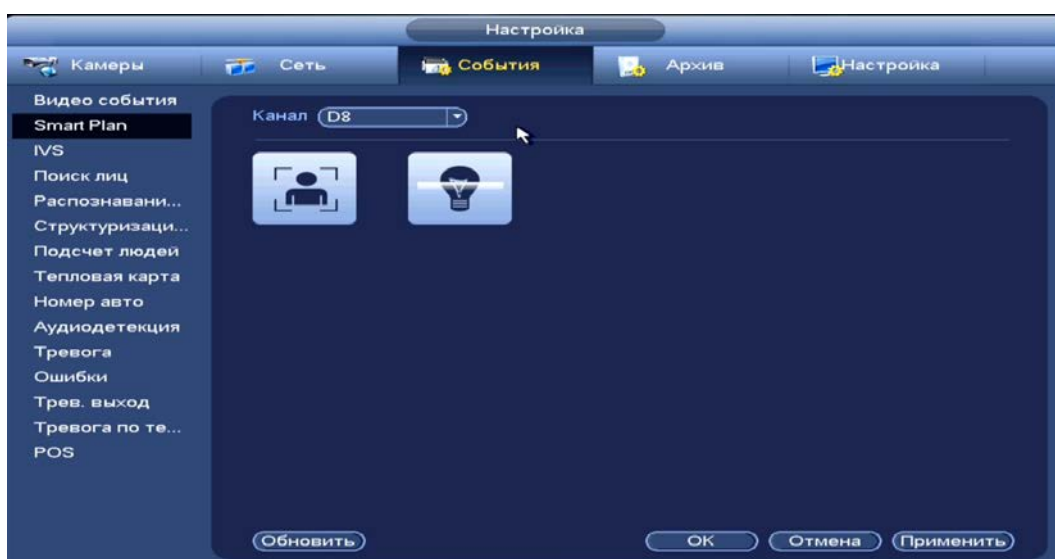 Настройка
Камеры Сеть События Архив Настройка
Видео события
Smart Plan
IVS
Поиск лиц
Распознавани...
Структуризаци...
Подсчет людей
Тепловая карта
Номер авто
Аудиодетекция
Тревога
Ошибки
Трев. выход
Тревога по те...
POS
Канал D8
Обновить OK Отмена Применить